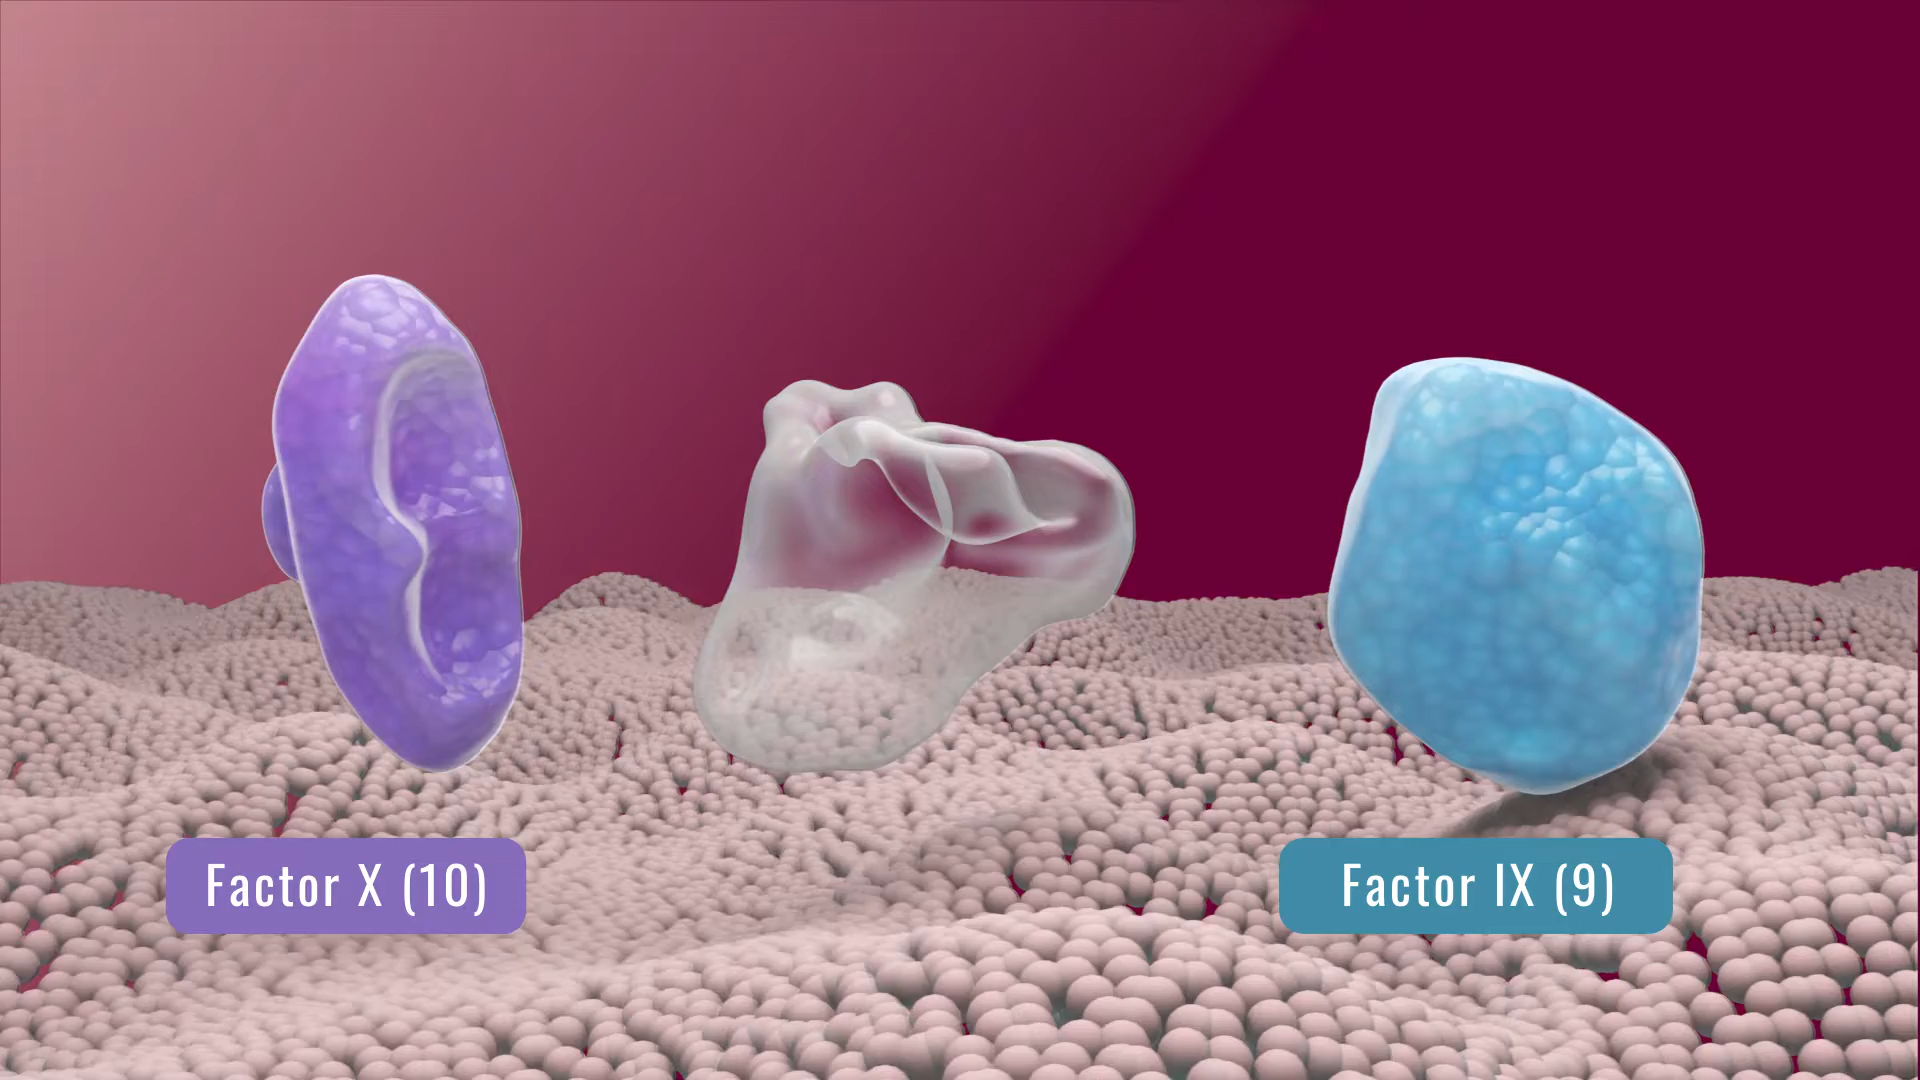 Factor X (10)
Factor IX (9)